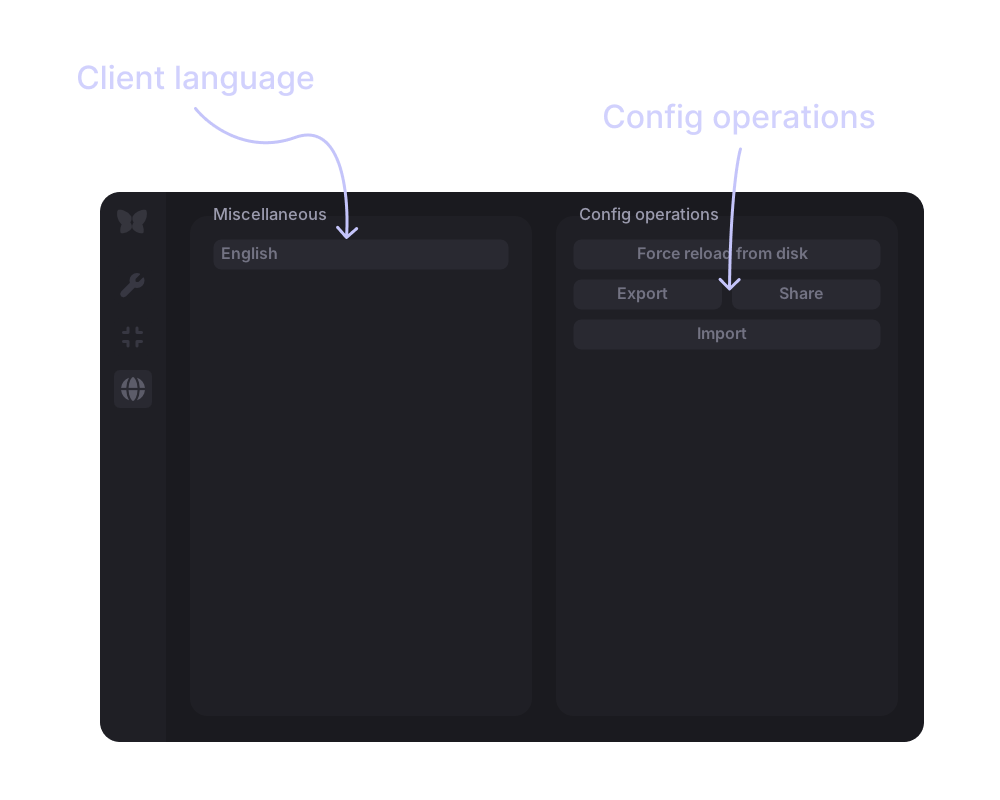 Client language
Config operations
Miscellaneous
English
Config operations
Force reload from disk
Export
Share
Import